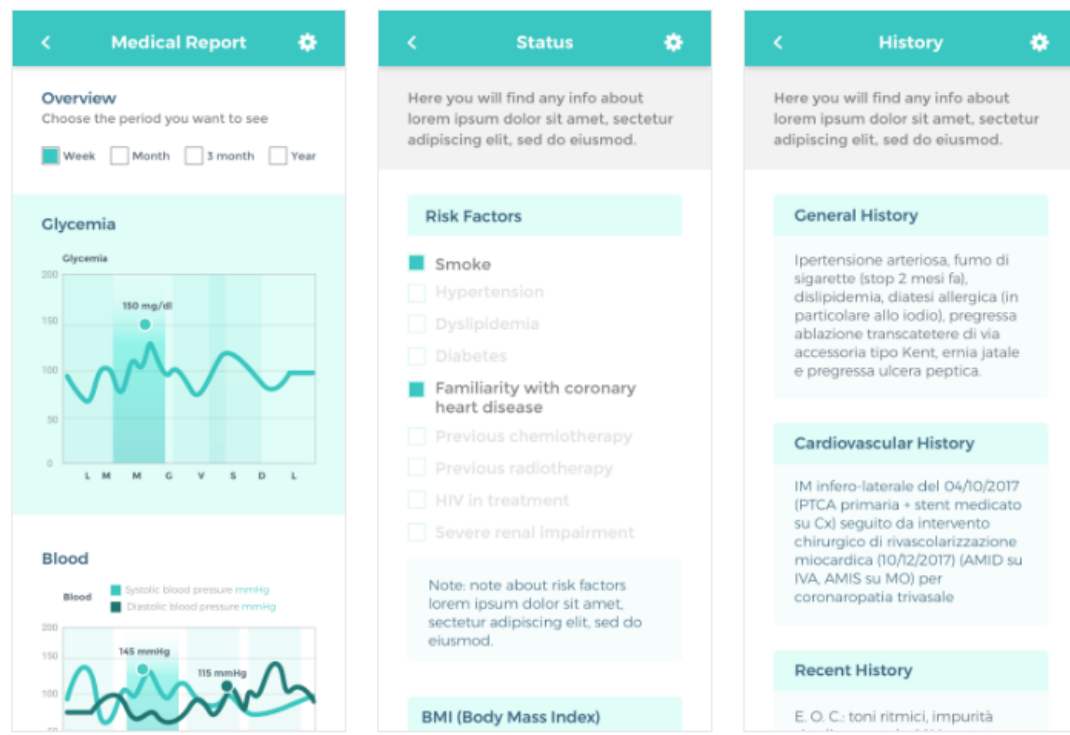 Medical Report
Overview
Choose the period you want to see
Week Month 3 month Year
Glycemia
Glycemia
200
150 mg/dl
150
100
50
0
L M M G V S D L
Blood
Blood
Systolic blood pressure mmHg
Diastolic blood pressure mmHg
200
150
145 mmHg
115 mmHg
100
50
Status
Here you will find any info about
lorem ipsum dolor sit amet, sectetur
adipiscing elit, sed do eiusmod.
Risk Factors
Smoke
Hypertension
Dyslipidemia
Diabetes
Familiarity with coronary
heart disease
Previous chemiotherapy
Previous radiotherapy
HIV in treatment
Severe renal impairment
Note: note about risk factors
lorem ipsum dolor sit amet,
sectetur adipiscing elit, sed do
eiusmod.
BMI (Body Mass Index)
History
Here you will find any info about
lorem ipsum dolor sit amet, sectetur
adipiscing elit, sed do eiusmod.
General History
Ipertensione arteriosa, fumo di
sigarette (stop 2 mesi fa),
dislipidemia, diatesi allergica (in
particolare allo iodio), pregressa
ablazione transcatetere di via
accessoria tipo Kent, ernia jatale
e pregressa ulcera peptica.
Cardiovascular History
IM infero-laterale del 04/10/2017
(PTCA primaria + stent medicato
su Cx) seguito da intervento
chirurgico di rivascolarizzazione
miocardica (10/12/2017) (AMID su
IVA, AMIS su MO) per
coronaropatia trivasale
Recent History
E. O. C.: toni ritmici, impurità